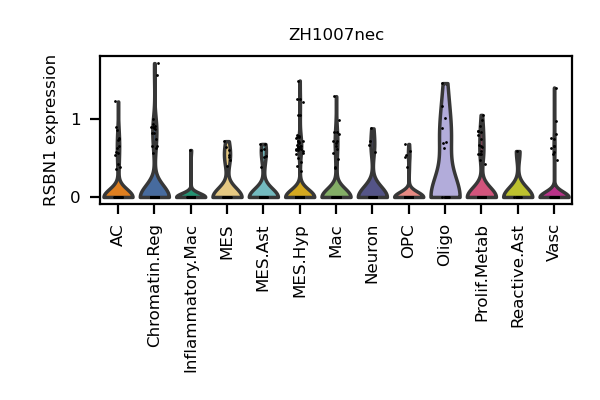 ZH1007nec
RSBN1 expression
1
0
AC
Chromatin.Reg
Inflammatory.Mac
MES
MES.Ast
MES.Hyp
Mac
Neuron
OPC
Oligo
Prolif.Metab
Reactive.Ast
Vasc